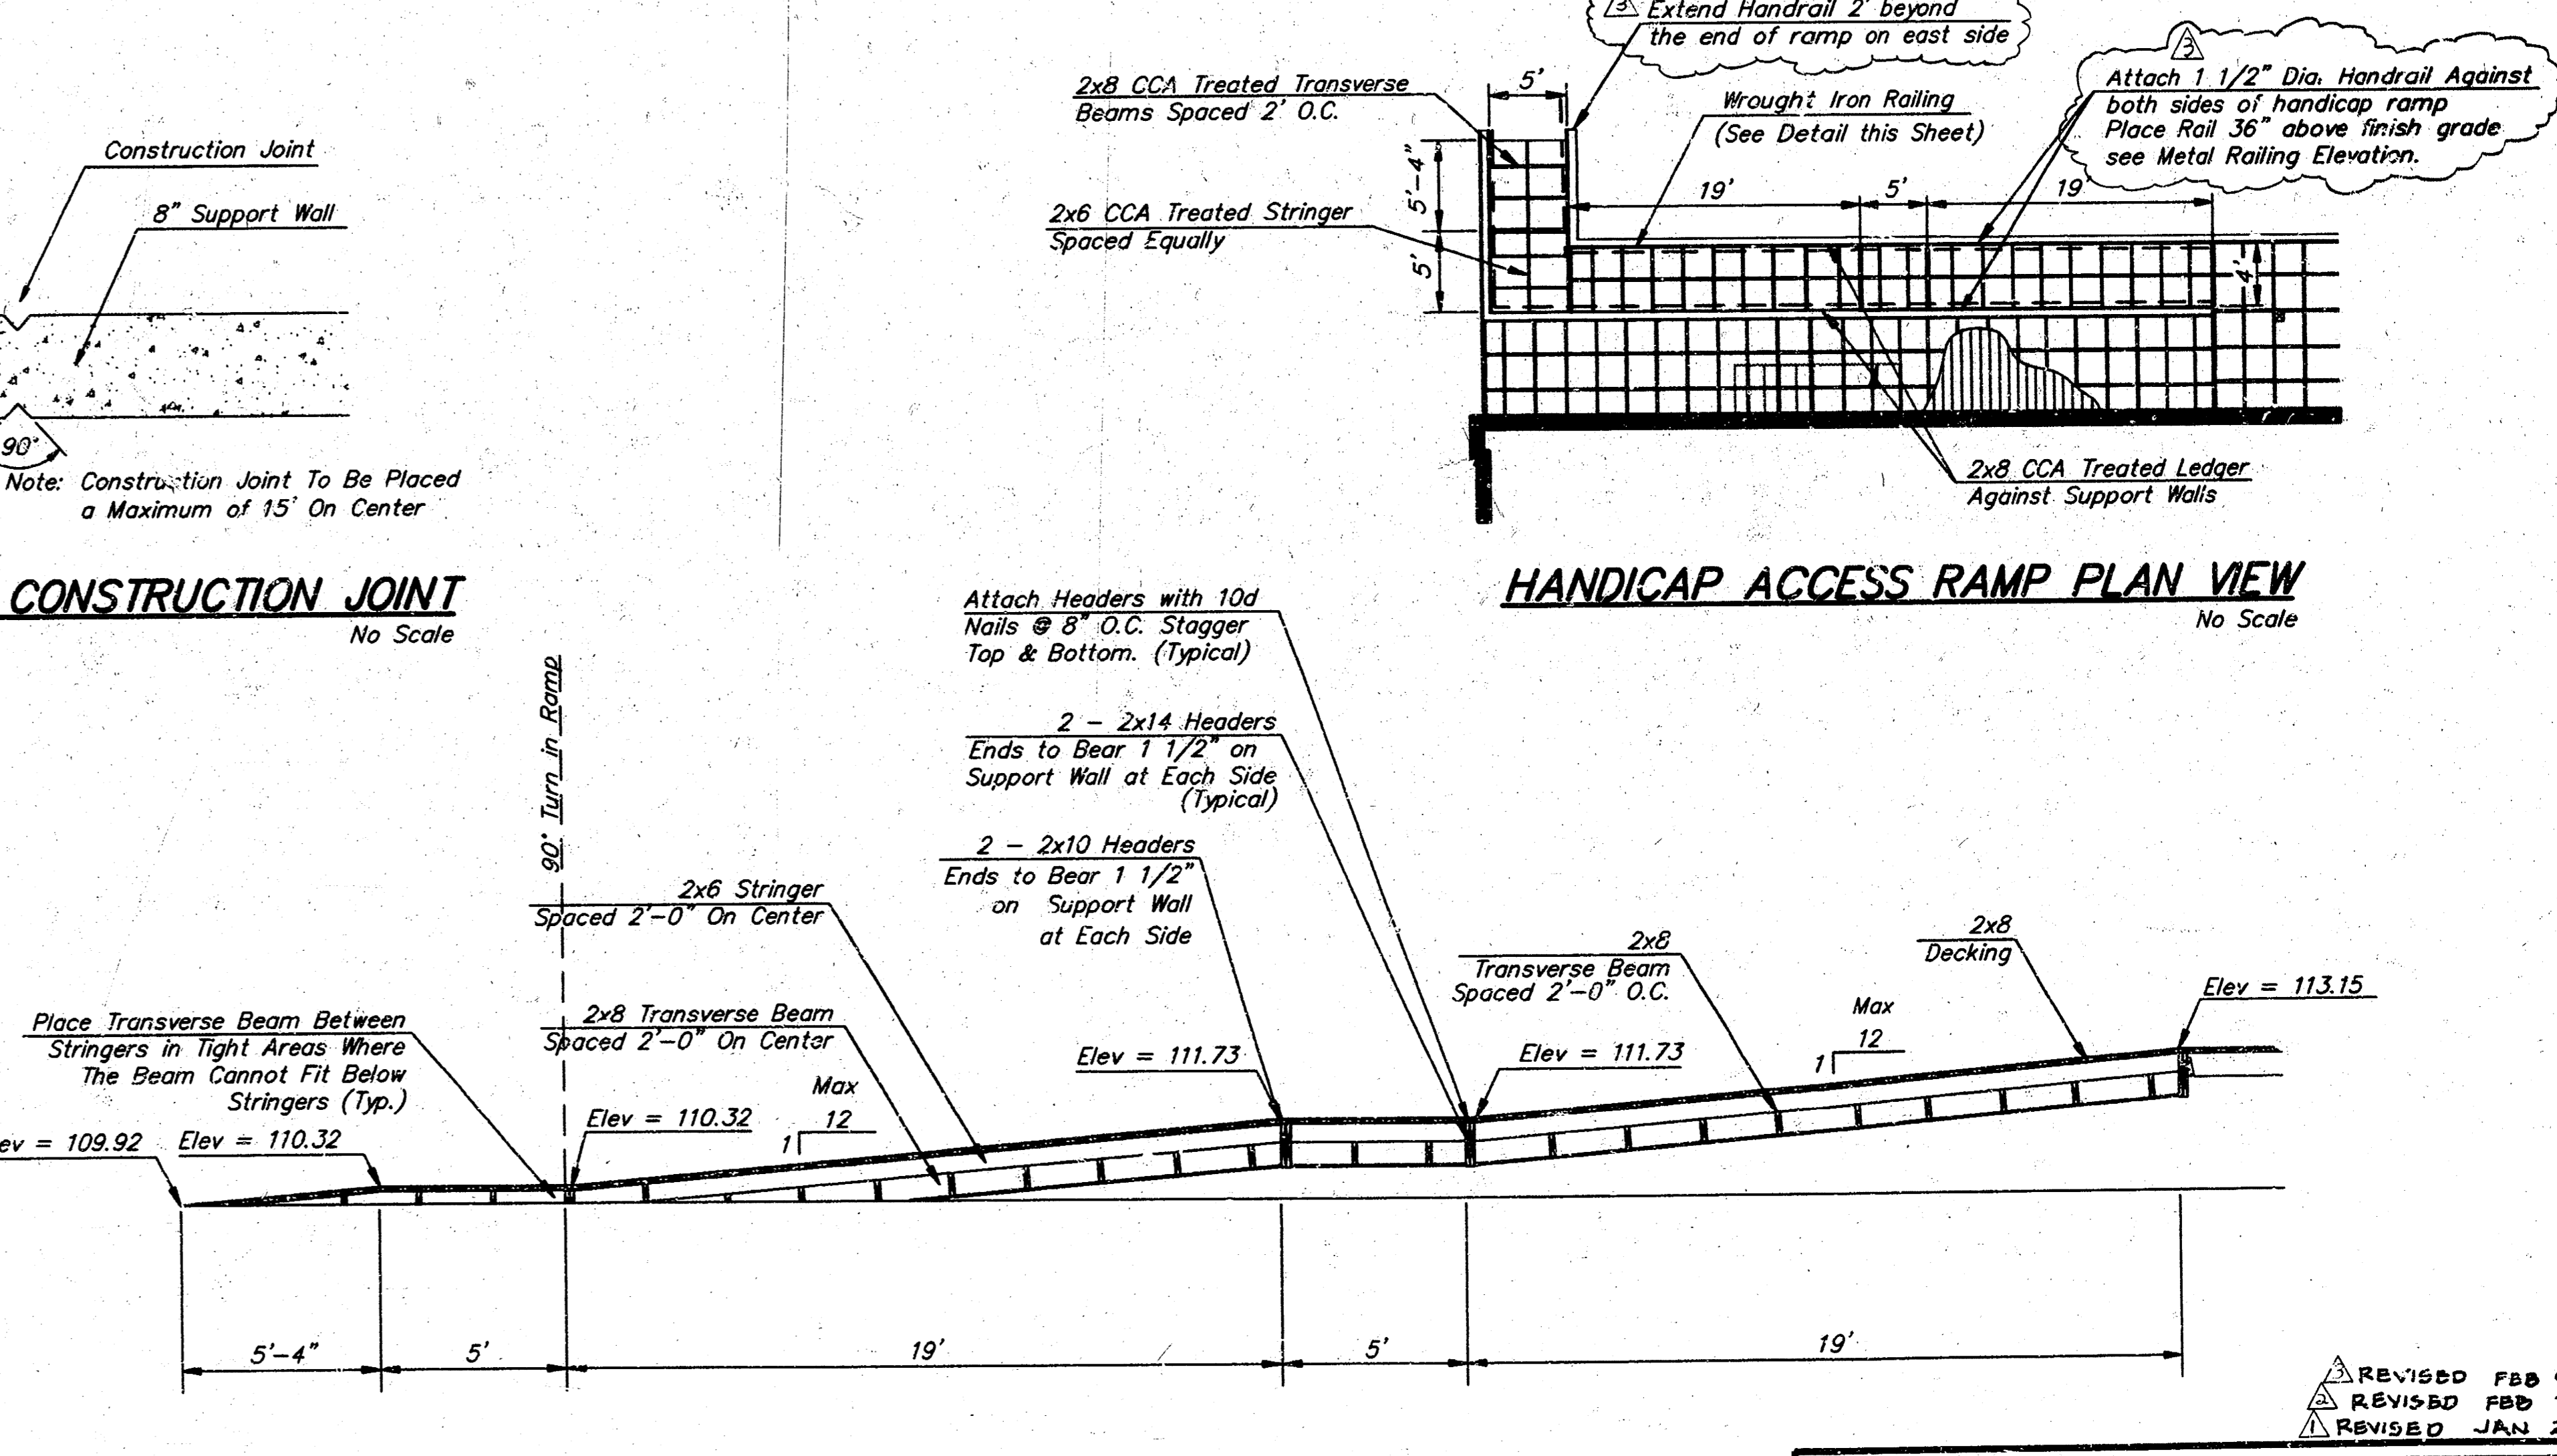 Construction Joint
8" Support Wall
90°
Note: Construction Joint To Be Placed
a Maximum of 15' On Center
CONSTRUCTION JOINT
No Scale
3 Extend Handrail 2' beyond
the end of ramp on east side
3
Attach 1 1/2" Dia. Handrail Against
both sides of handicap ramp
Place Rail 36" above finish grade
see Metal Railing Elevation.
2x8 CCA Treated Transverse
Beams Spaced 2' O.C.
5'
Wrought Iron Railing
(See Detail this Sheet)
5'-4"
19'
5'
19'
2x6 CCA Treated Stringer
Spaced Equally
5'
4'
2x8 CCA Treated Ledger
Against Support Walls
HANDICAP ACCESS RAMP PLAN VIEW
No Scale
90° Turn in Ramp
Attach Headers with 10d
Nails @ 8" O.C. Stagger
Top & Bottom. (Typical)
2 - 2x14 Headers
Ends to Bear 1 1/2" on
Support Wall at Each Side
(Typical)
2 - 2x10 Headers
Ends to Bear 1 1/2"
on Support Wall
at Each Side
2x6 Stringer
Spaced 2'-0" On Center
2x8
Transverse Beam
Spaced 2'-0" O.C.
2x8
Decking
Elev = 113.15
Place Transverse Beam Between
Stringers in Tight Areas Where
The Beam Cannot Fit Below
Stringers (Typ.)
2x8 Transverse Beam
Spaced 2'-0" On Center
Max
12
1
Elev = 111.73
Elev = 111.73
Max
12
1
Elev = 110.32
ev = 109.92
Elev = 110.32
5'-4"
5'
19'
5'
19'
3 REVISED FEB
2 REVISED FEB
1 REVISED JAN 2